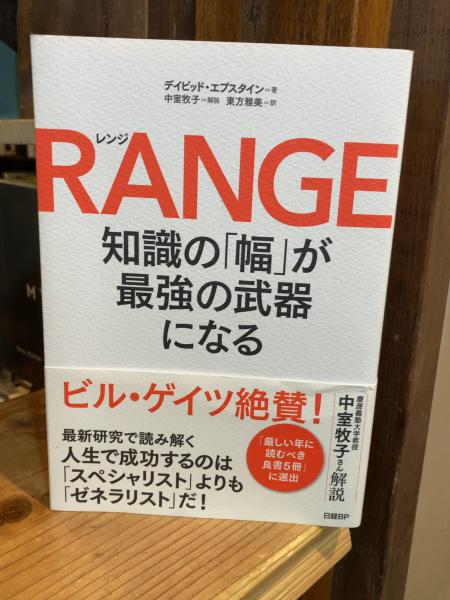 デイビッド・エプスタイン=著
中室牧子=解説 東方雅美=訳
レンジ
RANGE
知識の「幅」が
最強の武器
になる
ビル・ゲイツ絶賛!
最新研究で読み解く
人生で成功するのは
「スペシャリスト」よりも
「ゼネラリスト」だ!
「厳しい年に
読むべき
良書5冊」
に選出
慶應義塾大学教授
中室牧子さん解説
日経BP